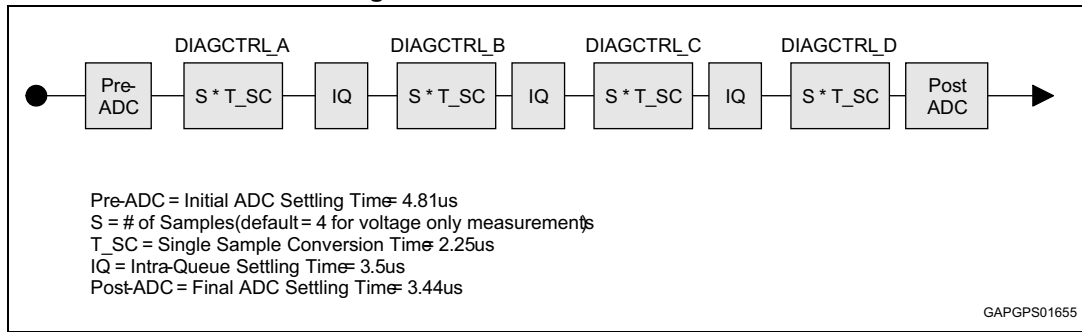 DIAGCTRL_A DIAGCTRL_B DIAGCTRL_C DIAGCTRL_D
Pre-
ADC
S * T_SC
IQ
S * T_SC
IQ
S * T_SC
IQ
S * T_SC
Post
ADC
Pre-ADC = Initial ADC Settling Time= 4.81us
S = # of Samples(default = 4 for voltage only measurements)
T_SC = Single Sample Conversion Time= 2.25us
IQ = Intra-Queue Settling Time= 3.5us
Post-ADC = Final ADC Settling Time= 3.44us
GAPGPS01655